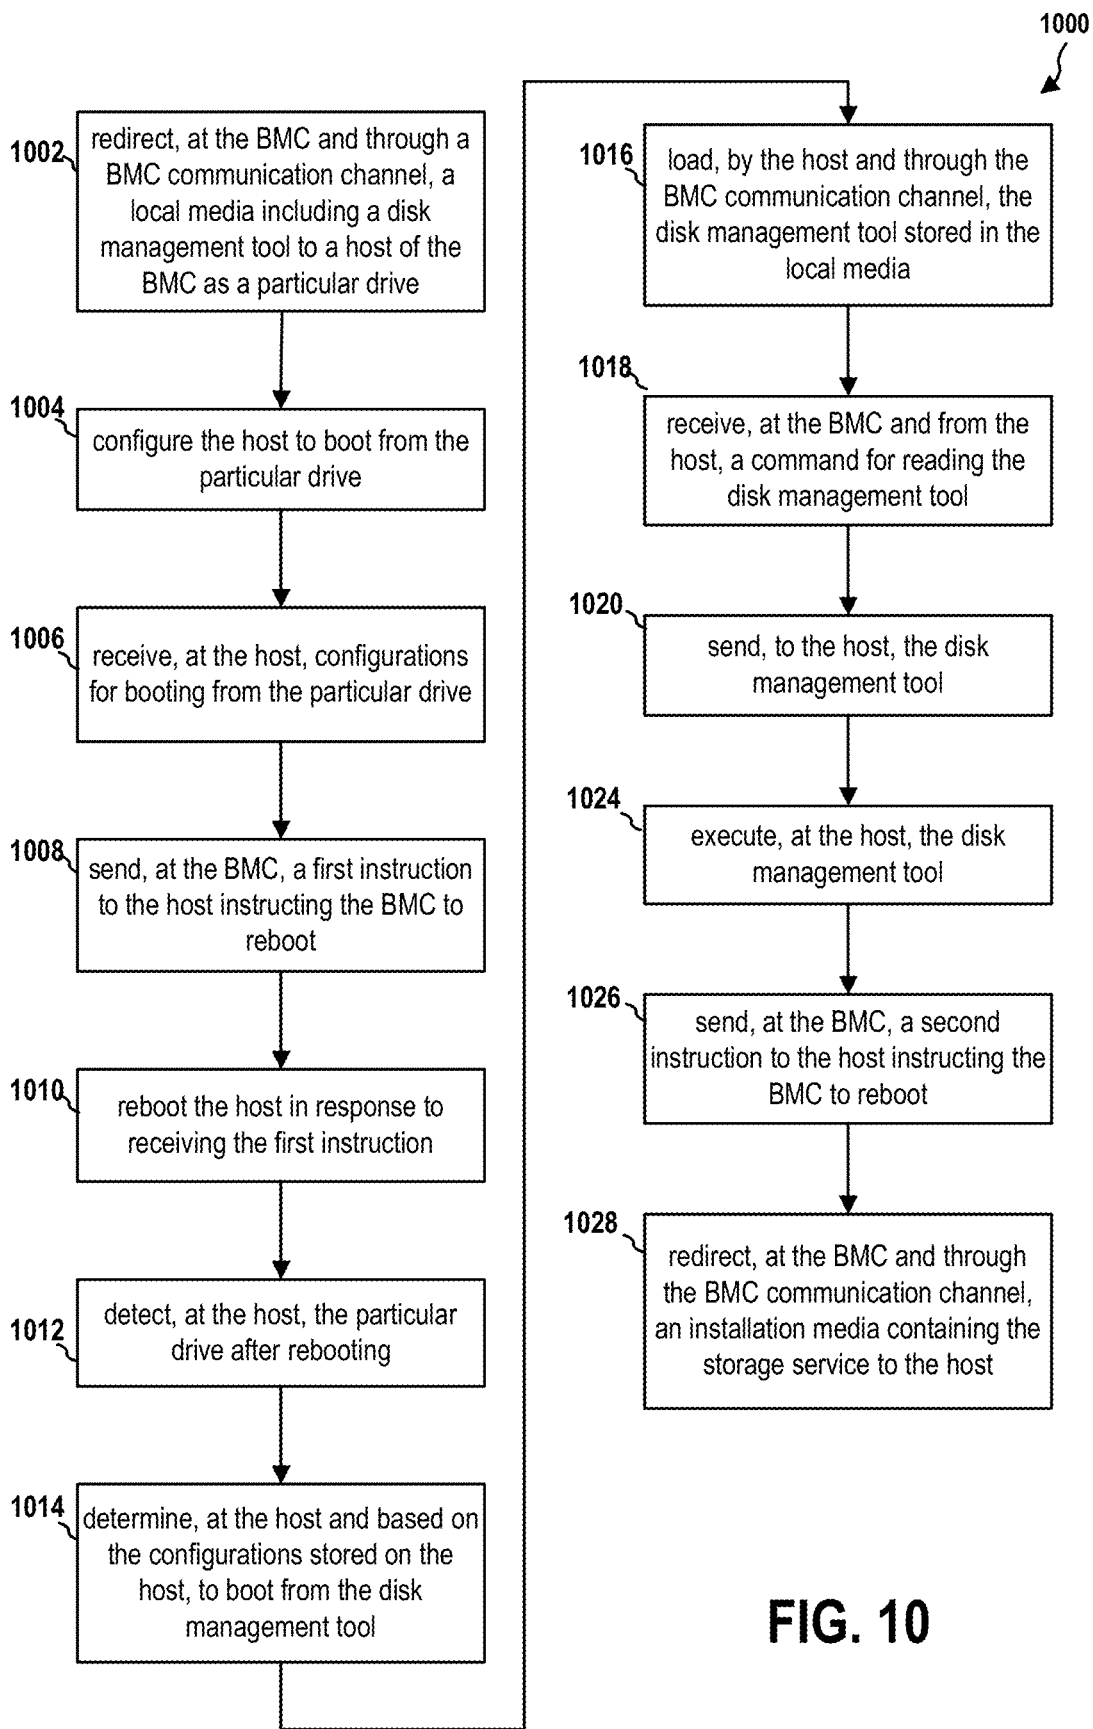 1000
1002
redirect, at the BMC and through a
BMC communication channel, a
local media including a disk
management tool to a host of the
BMC as a particular drive
1004
configure the host to boot from the
particular drive
1006
receive, at the host, configurations
for booting from the particular drive
1008
send, at the BMC, a first instruction
to the host instructing the BMC to
reboot
1010
reboot the host in response to
receiving the first instruction
1012
detect, at the host, the particular
drive after rebooting
1014
determine, at the host and based on
the configurations stored on the
host, to boot from the disk
management tool
1016
load, by the host and through the
BMC communication channel, the
disk management tool stored in the
local media
1018
receive, at the BMC and from the
host, a command for reading the
disk management tool
1020
send, to the host, the disk
management tool
1024
execute, at the host, the disk
management tool
1026
send, at the BMC, a second
instruction to the host instructing the
BMC to reboot
1028
redirect, at the BMC and through
the BMC communication channel,
an installation media containing the
storage service to the host
FIG. 10